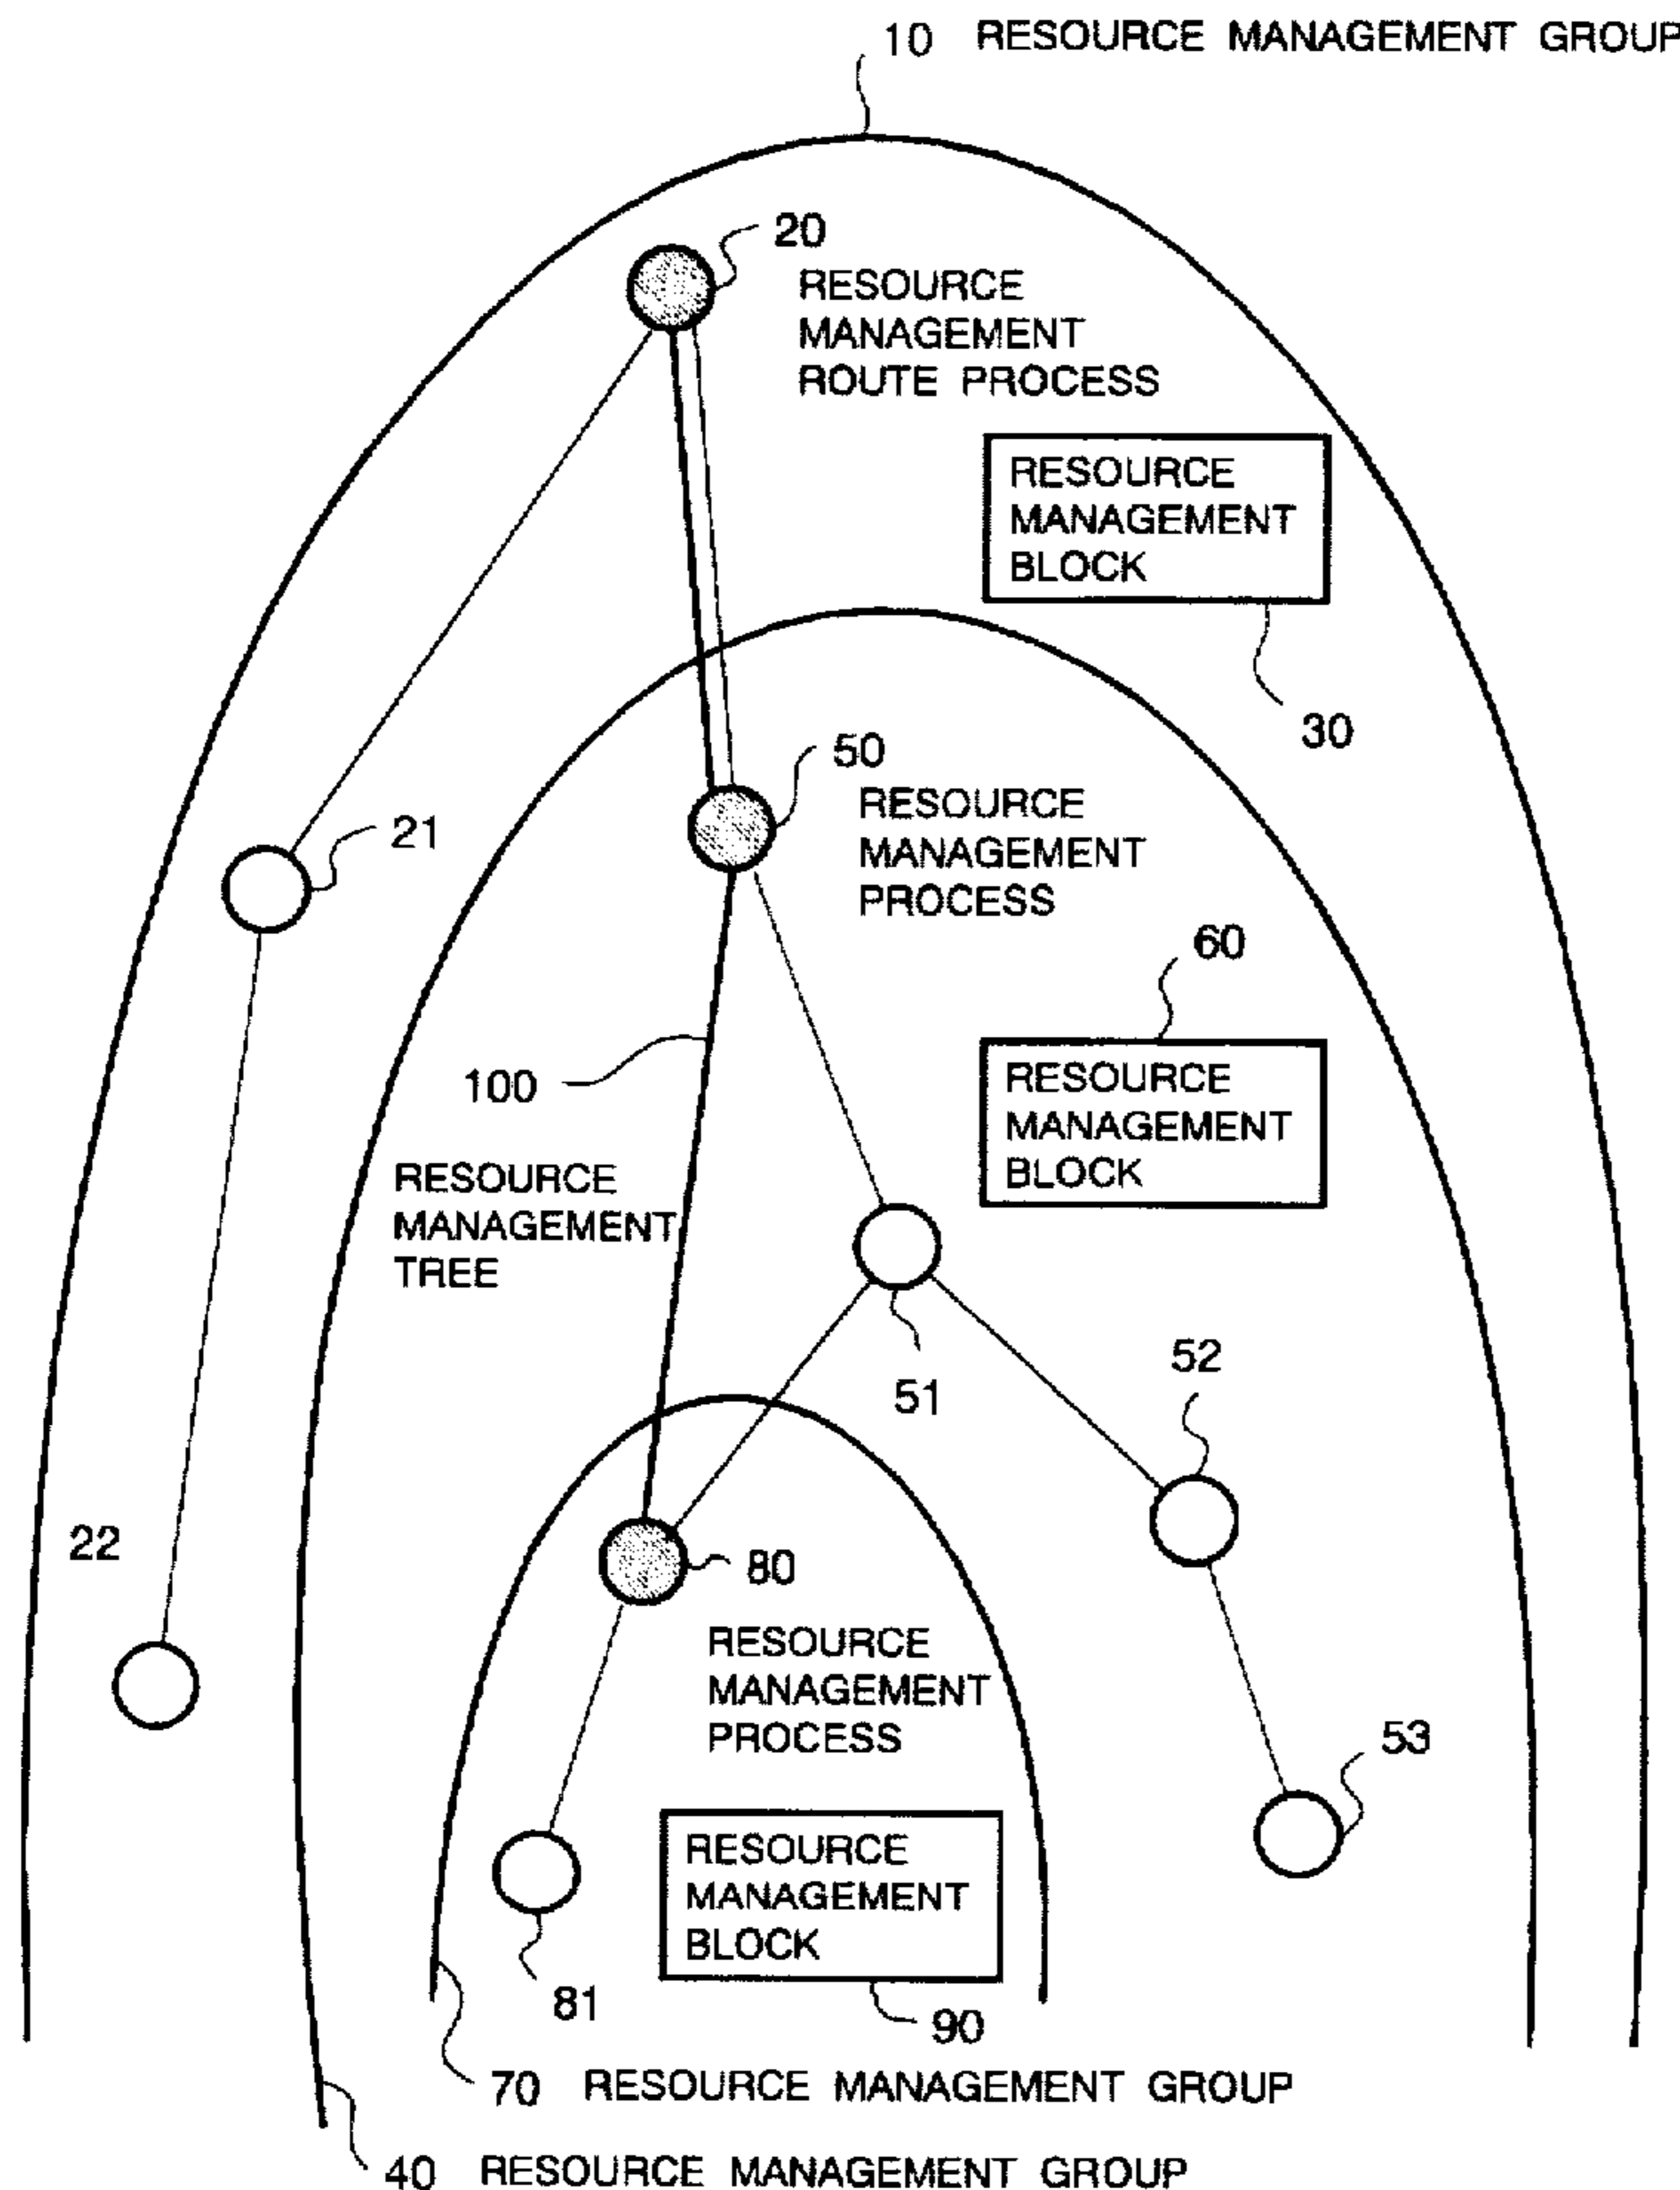 10 RESOURCE MANAGEMENT GROUP
20
RESOURCE
MANAGEMENT
ROUTE PROCESS
RESOURCE
MANAGEMENT
BLOCK
30
50
RESOURCE
MANAGEMENT
PROCESS
21
60
RESOURCE
MANAGEMENT
BLOCK
100
RESOURCE
MANAGEMENT
TREE
51
52
22
80
RESOURCE
MANAGEMENT
PROCESS
53
RESOURCE
MANAGEMENT
BLOCK
81
90
70 RESOURCE MANAGEMENT GROUP
40 RESOURCE MANAGEMENT GROUP